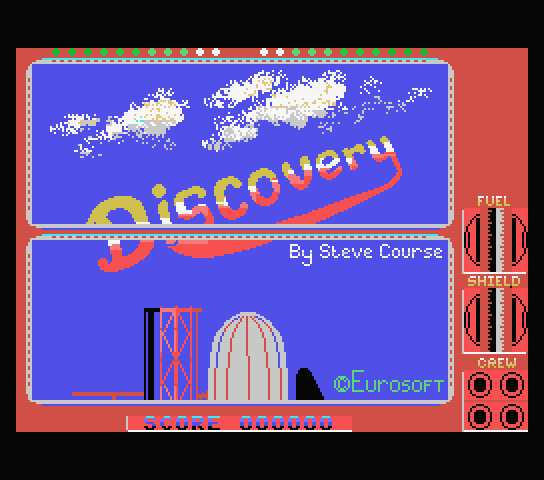 Discovery
By Steve Course
FUEL
SHIELD
CREW
©EUROSOFT
SCORE 000000